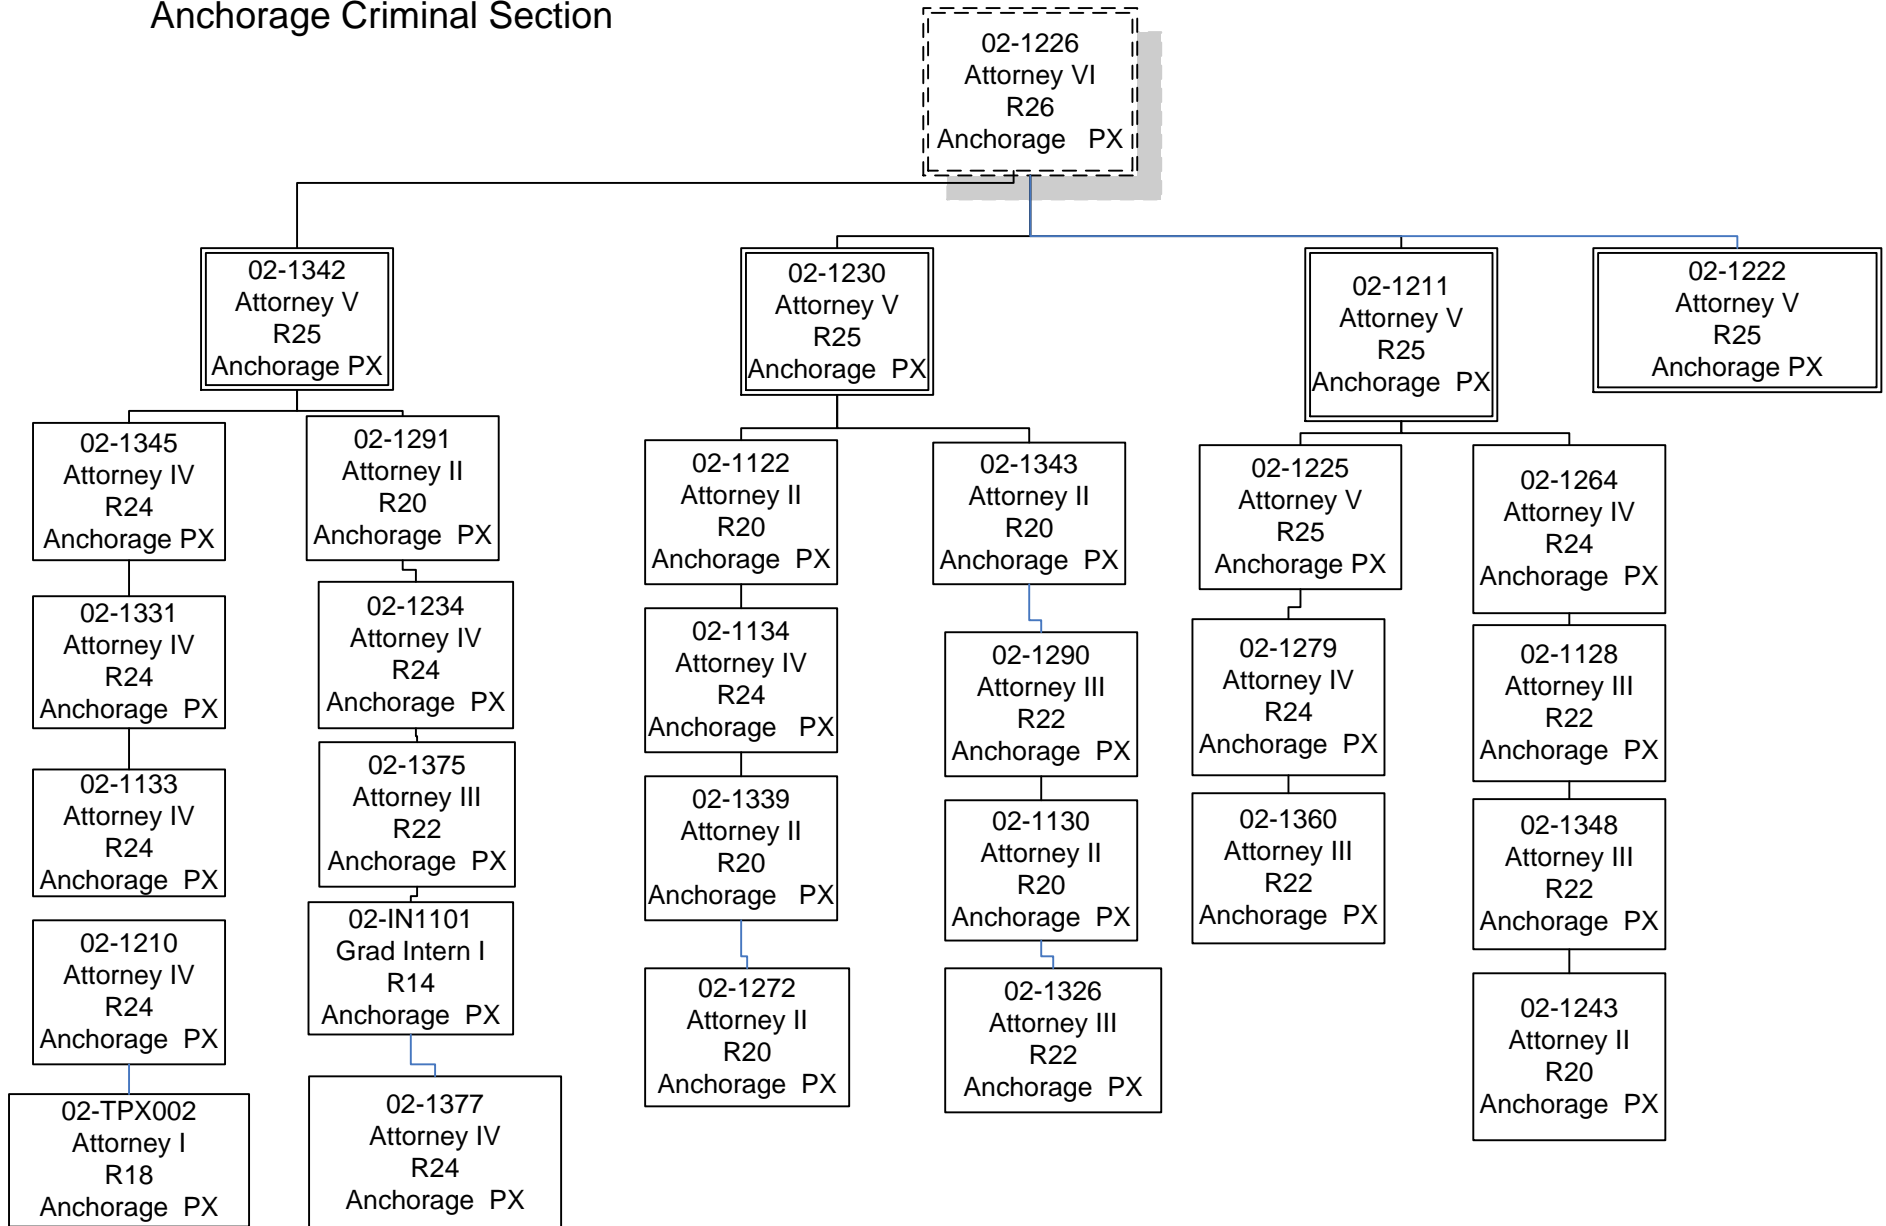 Anchorage Criminal Section
02-1226
Attorney VI
R26
Anchorage PX
02-1342
Attorney V
R25
Anchorage PX
02-1230
Attorney V
R25
Anchorage PX
02-1211
Attorney V
R25
Anchorage PX
02-1222
Attorney V
R25
Anchorage PX
02-1345
Attorney IV
R24
Anchorage PX
02-1331
Attorney IV
R24
Anchorage PX
02-1133
Attorney IV
R24
Anchorage PX
02-1210
Attorney IV
R24
Anchorage PX
02-TPX002
Attorney I
R18
Anchorage PX
02-1291
Attorney II
R20
Anchorage PX
02-1234
Attorney IV
R24
Anchorage PX
02-1375
Attorney III
R22
Anchorage PX
02-IN1101
Grad Intern I
R14
Anchorage PX
02-1377
Attorney IV
R24
Anchorage PX
02-1122
Attorney II
R20
Anchorage PX
02-1134
Attorney IV
R24
Anchorage PX
02-1339
Attorney II
R20
Anchorage PX
02-1272
Attorney II
R20
Anchorage PX
02-1343
Attorney II
R20
Anchorage PX
02-1290
Attorney III
R22
Anchorage PX
02-1130
Attorney II
R20
Anchorage PX
02-1326
Attorney III
R22
Anchorage PX
02-1225
Attorney V
R25
Anchorage PX
02-1279
Attorney IV
R24
Anchorage PX
02-1360
Attorney III
R22
Anchorage PX
02-1264
Attorney IV
R24
Anchorage PX
02-1128
Attorney III
R22
Anchorage PX
02-1348
Attorney III
R22
Anchorage PX
02-1243
Attorney II
R20
Anchorage PX